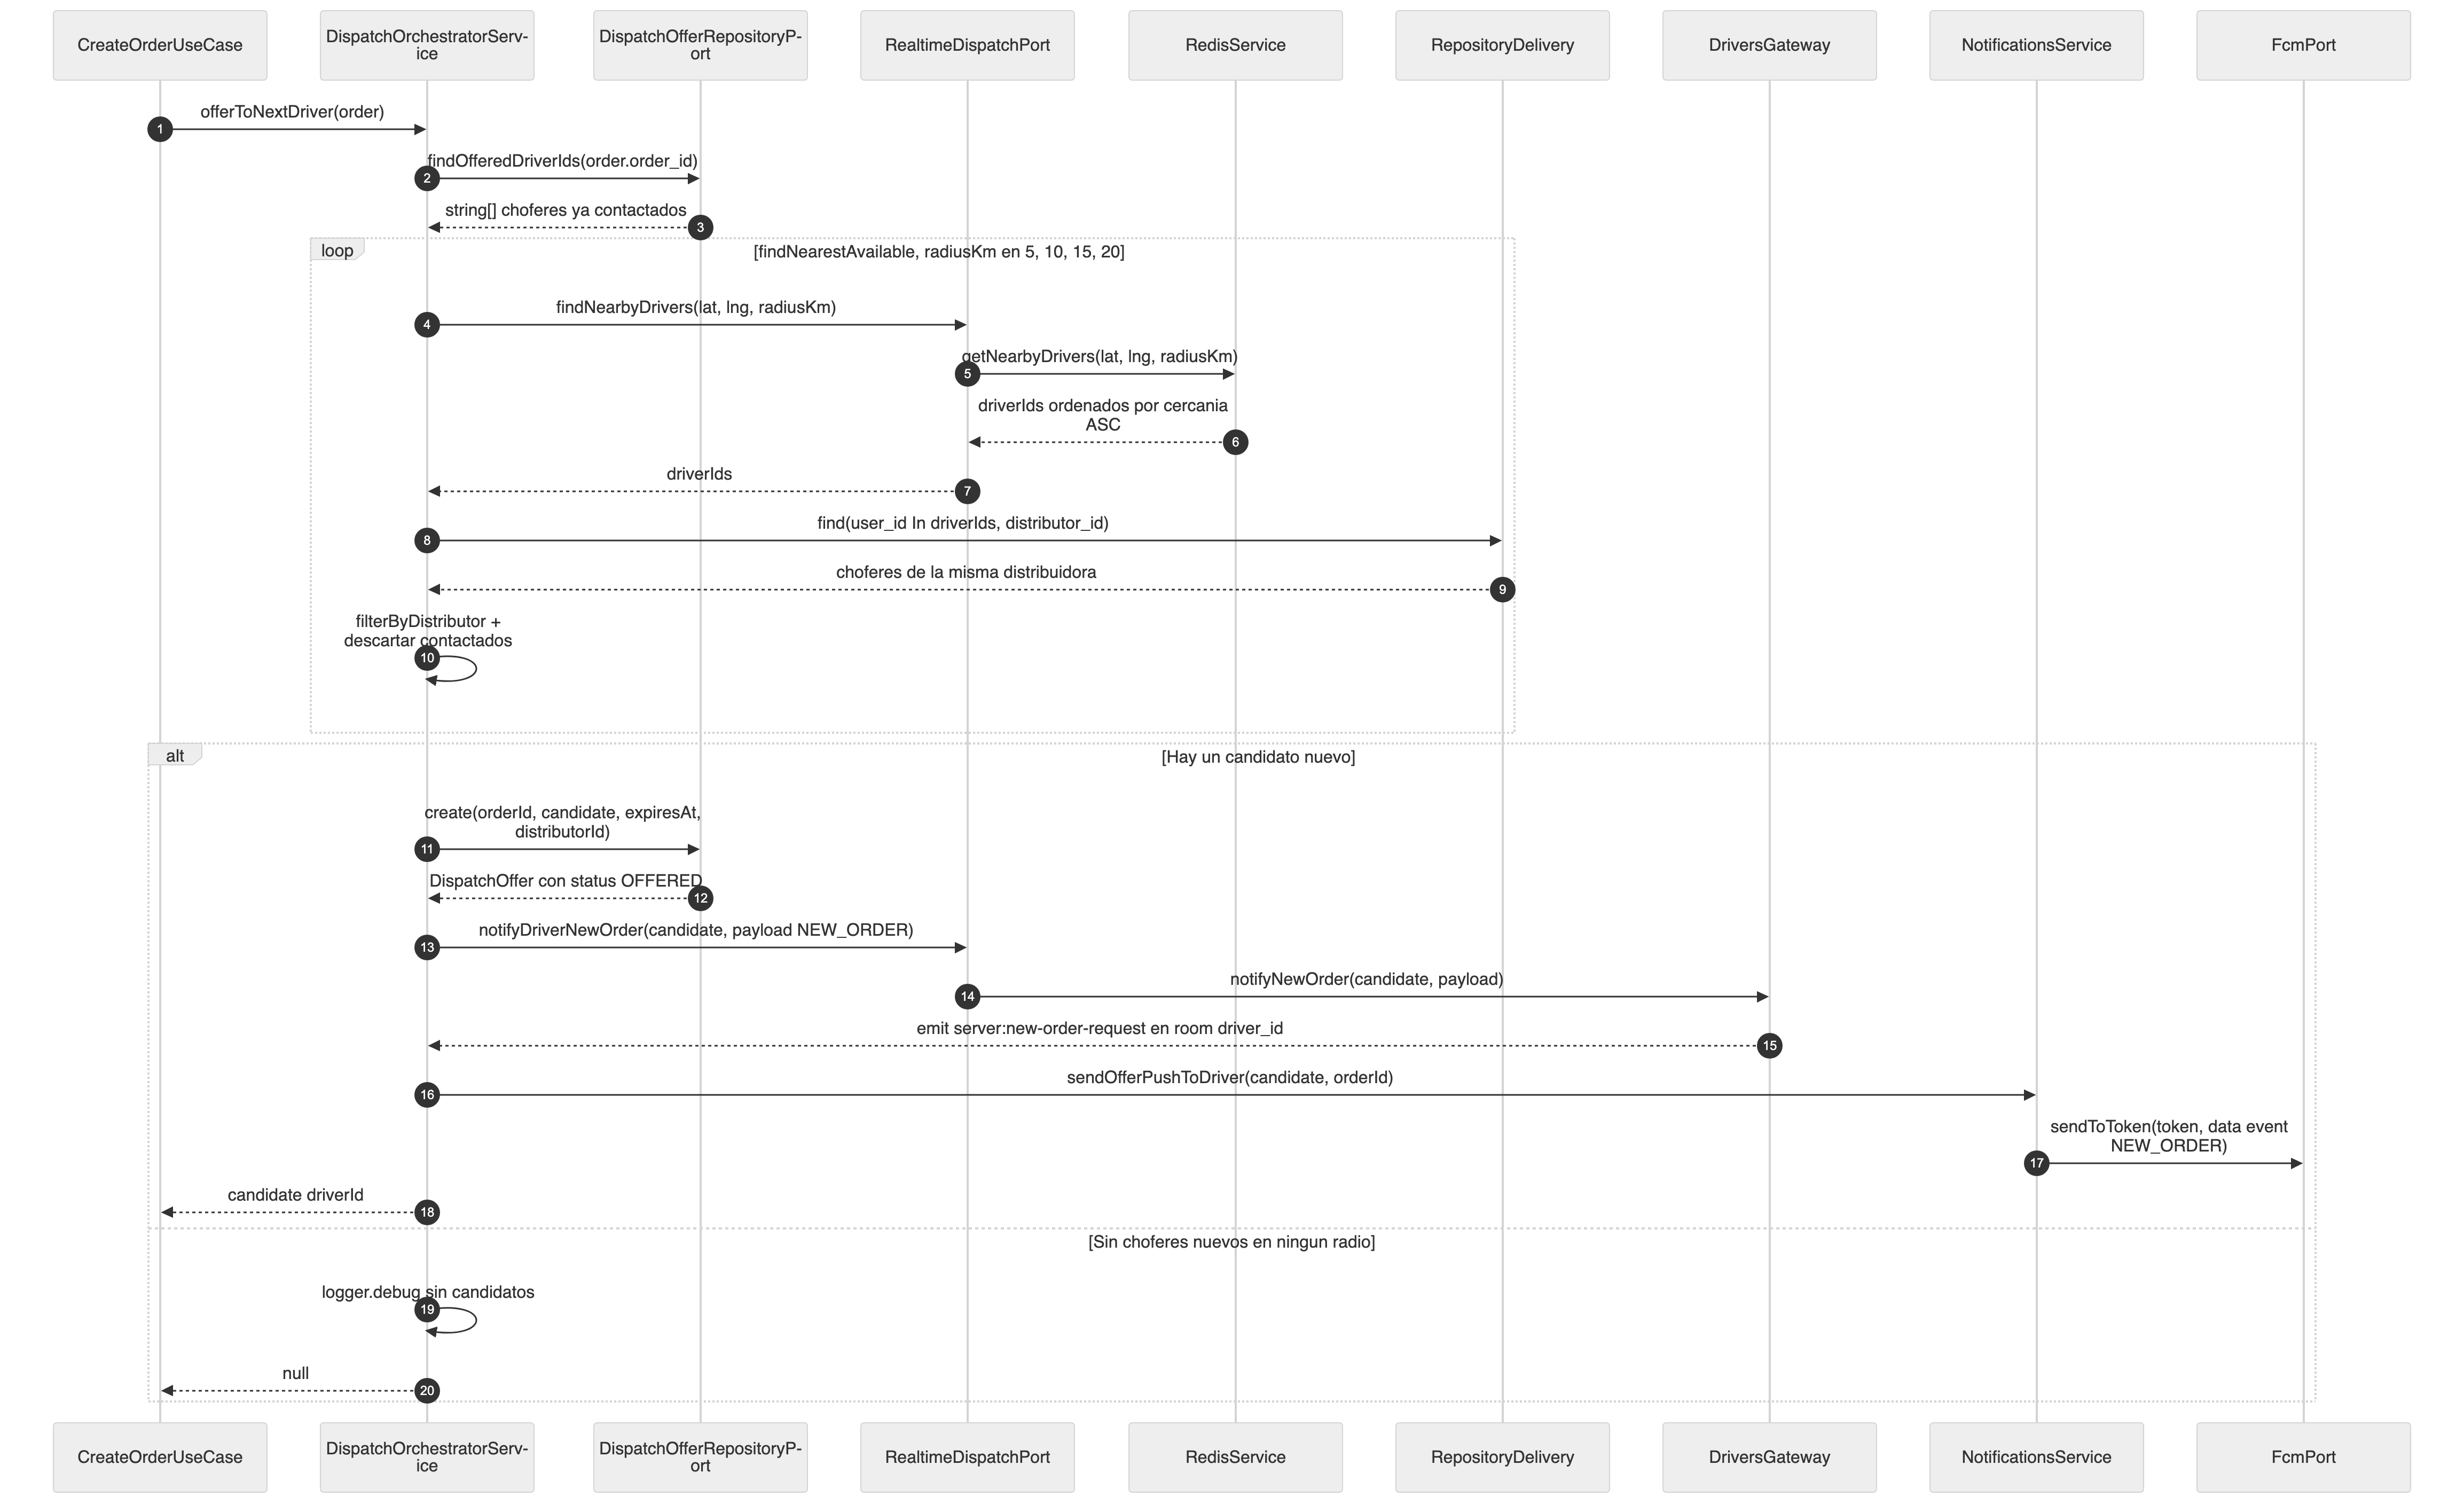 CreateOrderUseCase
DispatchOrchestratorServ-
ice
DispatchOfferRepositoryP-
ort
RealtimeDispatchPort
RedisService
RepositoryDelivery
DriversGateway
NotificationsService
FcmPort
offerToNextDriver(order)
1
findOfferedDriverIds(order.order_id)
2
string[] choferes ya contactados
3
loop
[findNearestAvailable, radiusKm en 5, 10, 15, 20]
findNearbyDrivers(lat, lng, radiusKm)
4
getNearbyDrivers(lat, lng, radiusKm)
5
driverIds ordenados por cercania
ASC
6
driverIds
7
find(user_id In driverIds, distributor_id)
8
choferes de la misma distribuidora
9
filterByDistributor +
descartar contactados
10
alt
[Hay un candidato nuevo]
create(orderId, candidate, expiresAt,
distributorId)
11
DispatchOffer con status OFFERED
12
notifyDriverNewOrder(candidate, payload NEW_ORDER)
13
notifyNewOrder(candidate, payload)
14
emit server:new-order-request en room driver_id
15
sendOfferPushToDriver(candidate, orderId)
16
sendToToken(token, data event
NEW_ORDER)
17
candidate driverId
18
[Sin choferes nuevos en ningun radio]
logger.debug sin candidatos
19
null
20
CreateOrderUseCase
DispatchOrchestratorServ-
ice
DispatchOfferRepositoryP-
ort
RealtimeDispatchPort
RedisService
RepositoryDelivery
DriversGateway
NotificationsService
FcmPort